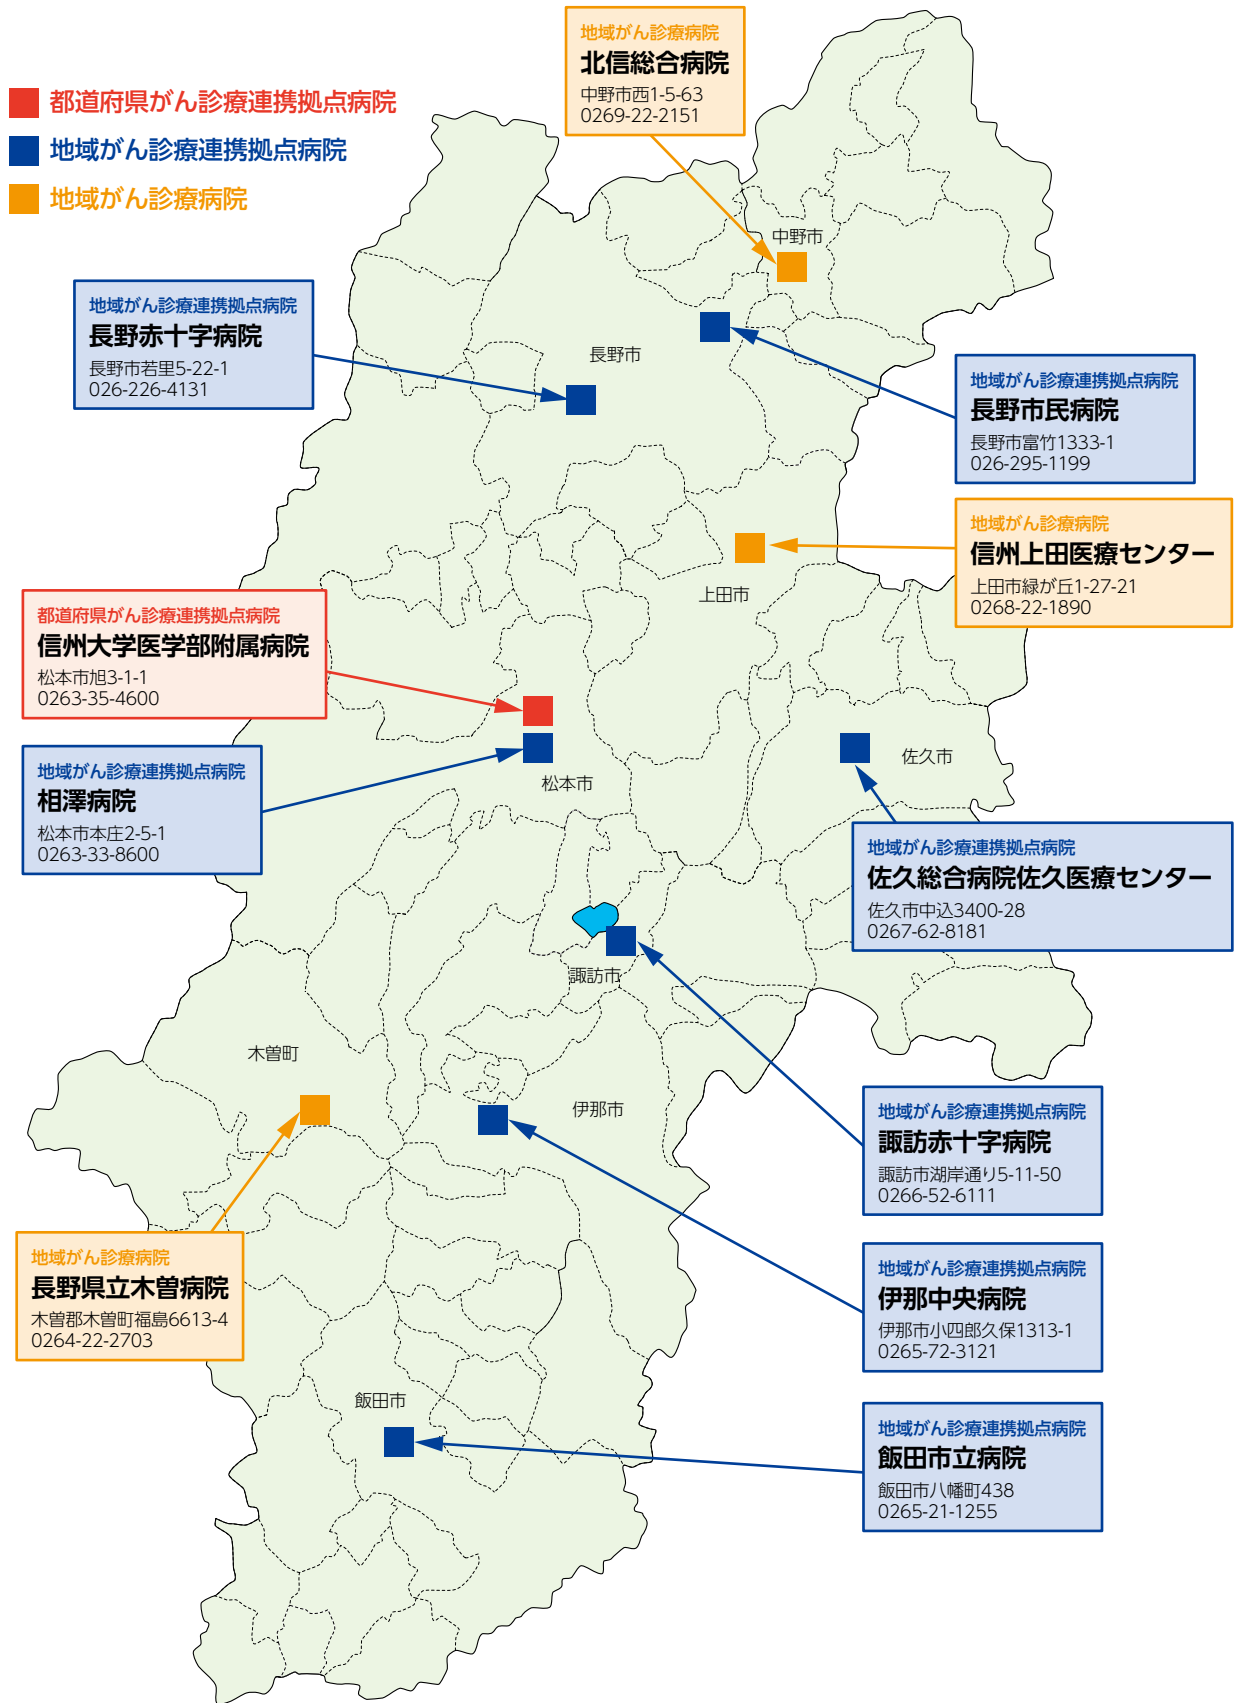 都道府県がん診療連携拠点病院
地域がん診療連携拠点病院
地域がん診療病院
地域がん診療病院
北信総合病院
中野市西1-5-63
0269-22-2151
中野市
地域がん診療連携拠点病院
長野赤十字病院
長野市若里5-22-1
026-226-4131
長野市
地域がん診療連携拠点病院
長野市民病院
長野市富竹1333-1
026-295-1199
地域がん診療病院
信州上田医療センター
上田市緑が丘1-27-21
0268-22-1890
上田市
都道府県がん診療連携拠点病院
信州大学医学部附属病院
松本市旭3-1-1
0263-35-4600
地域がん診療連携拠点病院
相澤病院
松本市本庄2-5-1
0263-33-8600
松本市
佐久市
地域がん診療連携拠点病院
佐久総合病院佐久医療センター
佐久市中込3400-28
0267-62-8181
諏訪市
木曽町
伊那市
地域がん診療連携拠点病院
諏訪赤十字病院
諏訪市湖岸通り5-11-50
0266-52-6111
地域がん診療病院
長野県立木曽病院
木曽郡木曽町福島6613-4
0264-22-2703
地域がん診療連携拠点病院
伊那中央病院
伊那市小四郎久保1313-1
0265-72-3121
飯田市
地域がん診療連携拠点病院
飯田市立病院
飯田市八幡町438
0265-21-1255